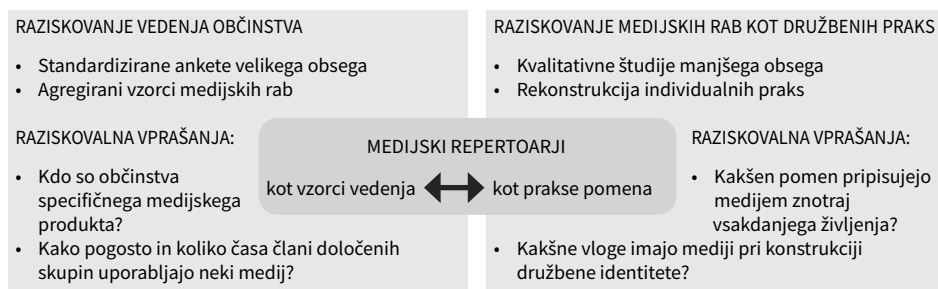 RAZISKOVANJE VEDENJA OBČINSTVA
• Standardizirane ankete velikega obsega
• Agregirani vzorci medijskih rab
RAZISKOVALNA VPRAŠANJA:
• Kdo so občinstva
specifičnega medijskega
produkta?
• Kako pogosto in koliko časa člani določenih
skupin uporabljajo neki medij?
MEDIJSKI REPERTOARJI
kot vzorci vedenja
kot prakse pomena
RAZISKOVANJE MEDIJSKIH RAB KOT DRUŽBENIH PRAKS
• Kvalitativne študije manjšega obsega
• Rekonstrukcija individualnih praks
RAZISKOVALNA VPRAŠANJA:
• Kakšen pomen pripisujejo
medijem znotraj
vsakdanjega življenja?
• Kakšne vloge imajo mediji pri konstrukciji
družbene identitete?